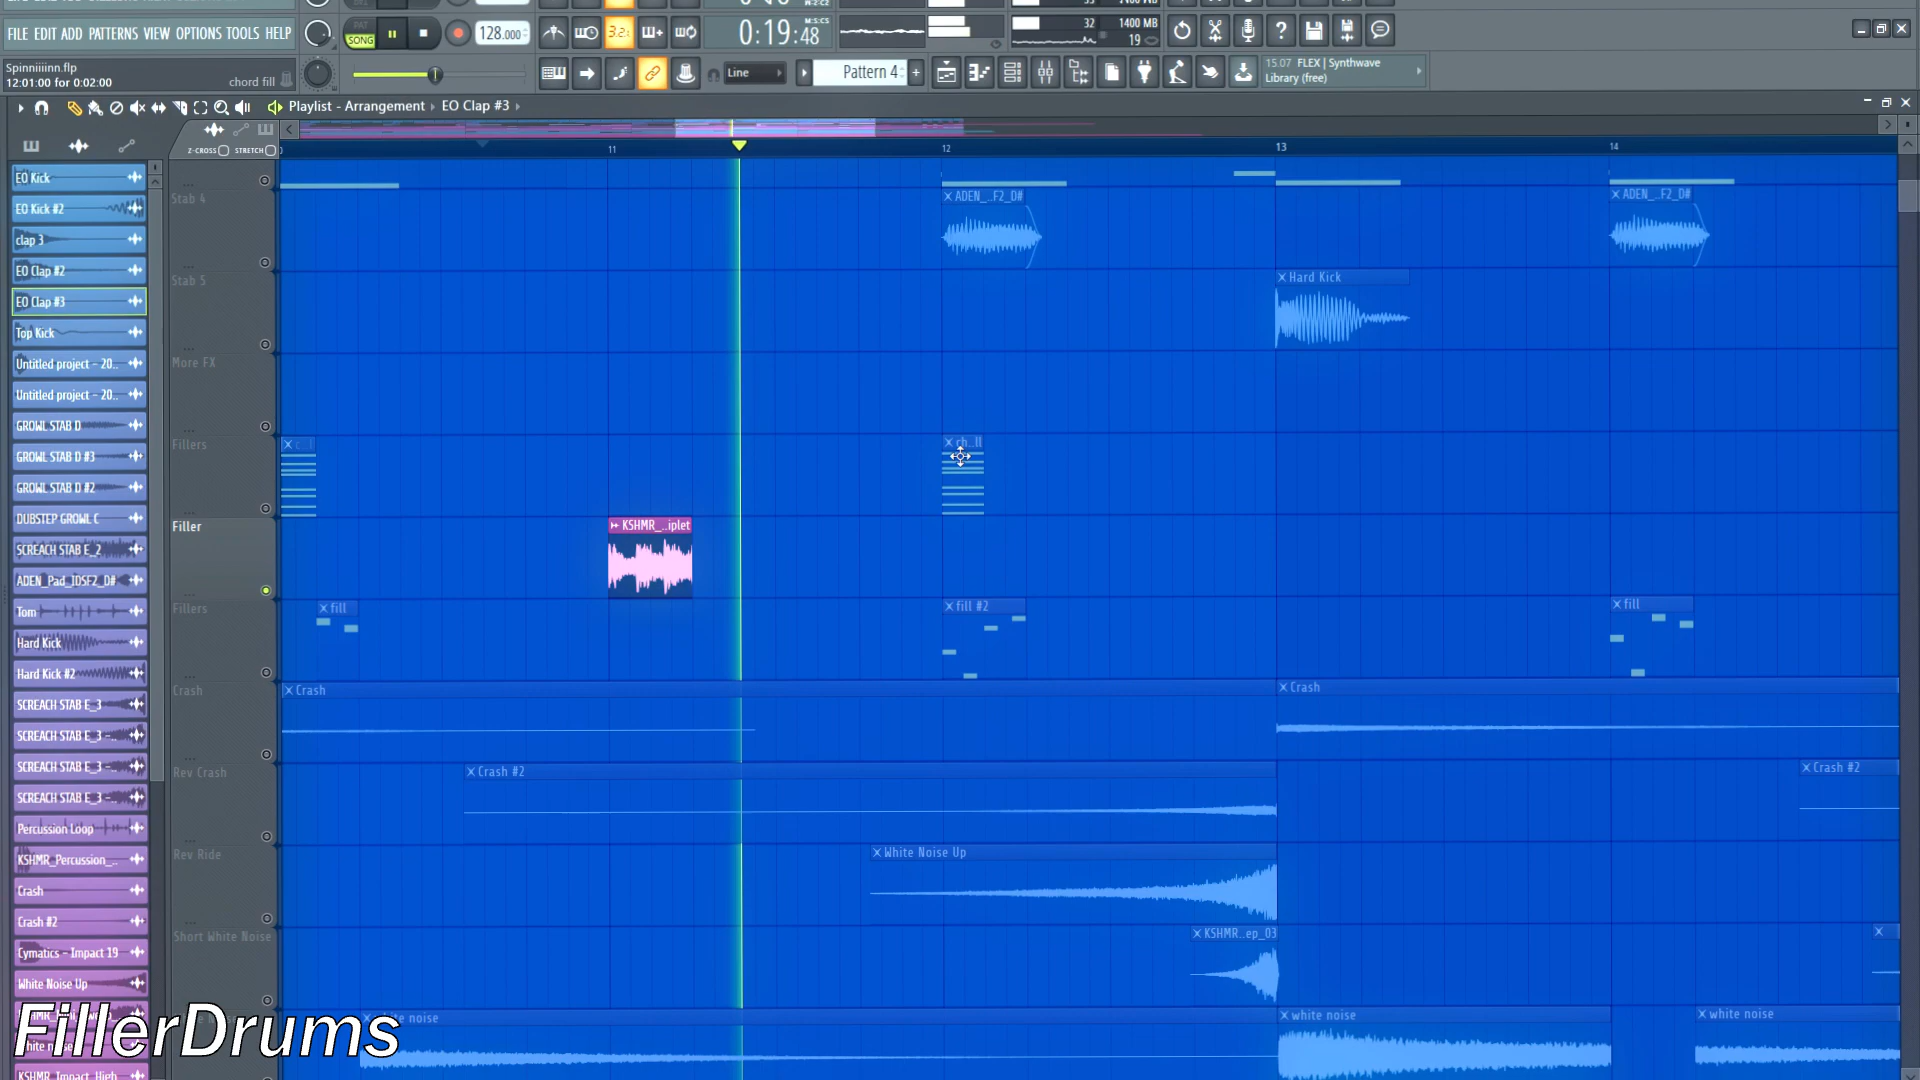 FILE EDIT ADD PATTERNS VIEW OPTIONS TOOLS HELP
PAT
SONG
3.2.
128.000
0:19:48
M:S:CS
32
1400 MB
19
Spinniiiinn.flp
12:01:00 for 0:02:00
chord fill
Line
Pattern 4
15.07 FLEX | Synthwave
Library (free)
Playlist - Arrangement
EO Clap #3
Z-CROSS
STRETCH
11
12
13
14
EO Kick
EO Kick #2
clap 3
EO Clap #2
EO Clap #3
Top Kick
Untitled project - 20..
Untitled project - 20..
GROWL STAB D
GROWL STAB D #3
GROWL STAB D #2
DUBSTEP GROWL C
SCREACH STAB E_2
ADEN_Pad_IDSF2_D#
Tom
Hard Kick
Hard Kick #2
SCREACH STAB E_3
SCREACH STAB E_3 -..
SCREACH STAB E_3 -..
SCREACH STAB E_3 -..
Percussion Loop
KSHMR_Percussion_..
Crash
Crash #2
Cymatics - Impact 19
White Noise Up
KSHMR_Impact_High
Stab 4
ADEN_..F2_D#
ADEN_..F2_D#
Stab 5
Hard Kick
More FX
Fillers
Filler
KSHMR_..iplet
Fillers
fill
fill #2
fill
Crash
Crash
Crash
Rev Crash
Crash #2
Crash #2
Rev Ride
White Noise Up
Short White Noise
KSHMR..ep_03
white noise
white noise
white noise
FillerDrums